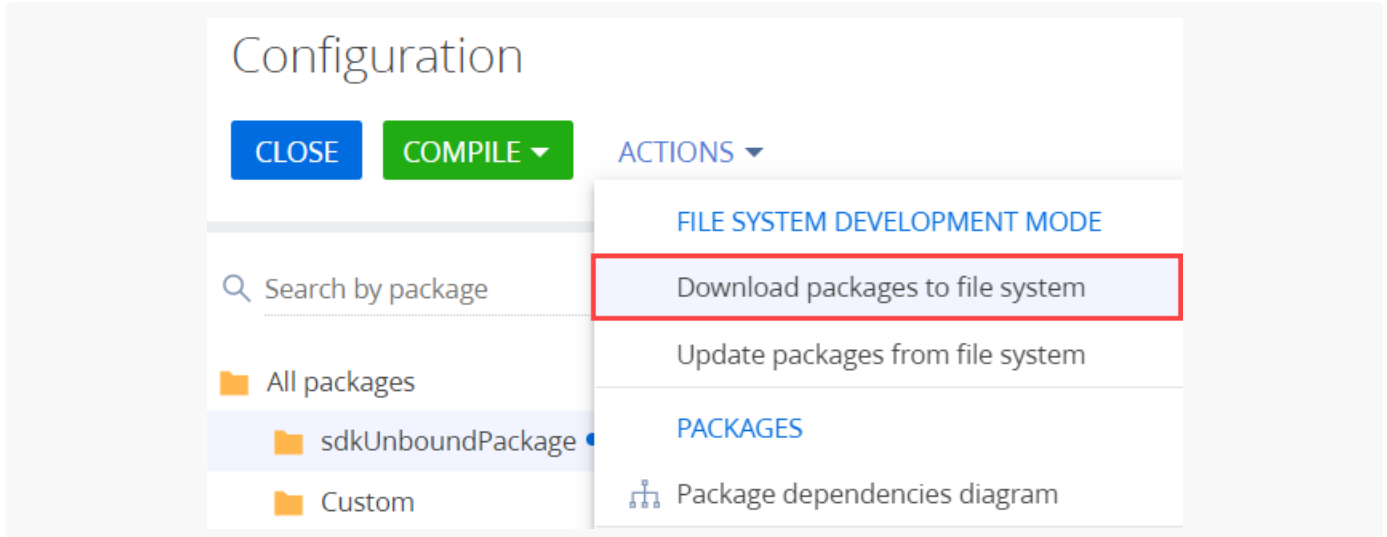 Configuration
CLOSE
COMPILE
ACTIONS
FILE SYSTEM DEVELOPMENT MODE
Search by package
Download packages to file system
Update packages from file system
All packages
sdkUnboundPackage
PACKAGES
Custom
Package dependencies diagram